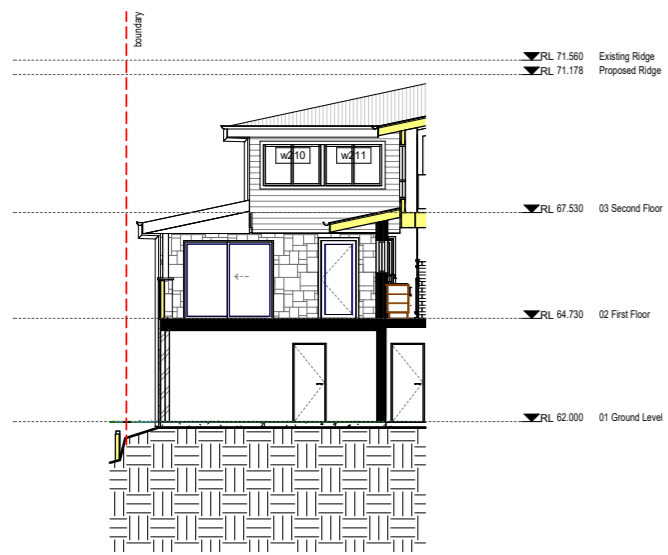 boundary
RL 71.560 Existing Ridge
RL 71.178 Proposed Ridge
w210 w211
RL 67.530 03 Second Floor
RL 64.730 02 First Floor
RL 62.000 01 Ground Level